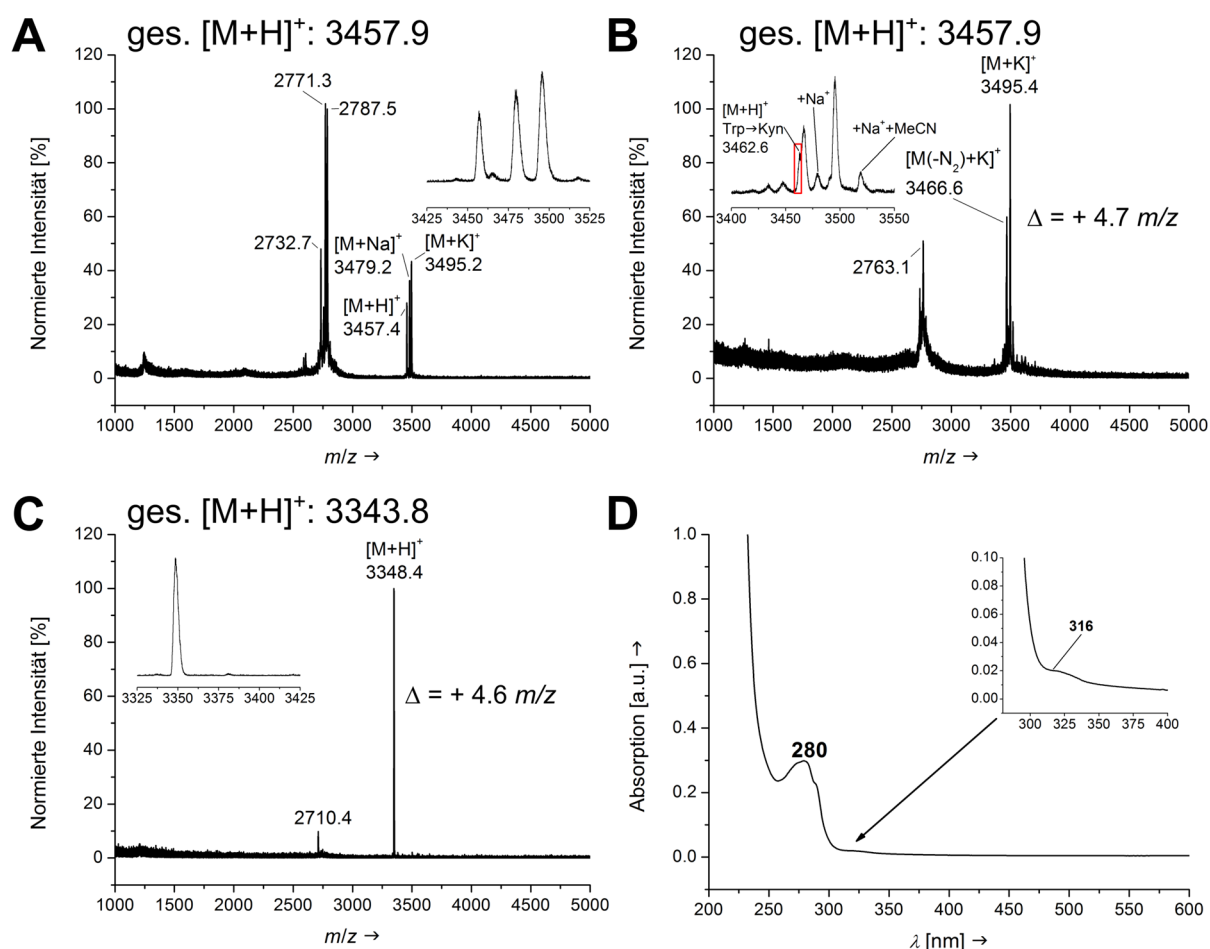 A
ges. [M+H]⁺: 3457.9
Normierte Intensität [%]
120
100
80
60
40
20
0
2771.3
2787.5
2732.7
[M+Na]⁺
3479.2
[M+K]⁺
3495.2
[M+H]⁺
3457.4
3425 3450 3475 3500 3525
1000 1500 2000 2500 3000 3500 4000 4500 5000
m/z →
B
ges. [M+H]⁺: 3457.9
Normierte Intensität [%]
120
100
80
60
40
20
0
[M+K]⁺
3495.4
+Na⁺
[M+H]⁺
Trp→Kyn
3462.6
+Na⁺+MeCN
3400 3450 3500 3550
[M(-N₂)+K]⁺
3466.6
Δ = + 4.7 m/z
2763.1
1000 1500 2000 2500 3000 3500 4000 4500 5000
m/z →
C
ges. [M+H]⁺: 3343.8
Normierte Intensität [%]
120
100
80
60
40
20
0
[M+H]⁺
3348.4
3325 3350 3375 3400 3425
Δ = + 4.6 m/z
2710.4
1000 1500 2000 2500 3000 3500 4000 4500 5000
m/z →
D
Absorption [a.u.] →
1.0
0.8
0.6
0.4
0.2
0.0
280
0.10
0.08
0.06
0.04
0.02
0.00
316
300 325 350 375 400
200 250 300 350 400 450 500 550 600
λ [nm] →